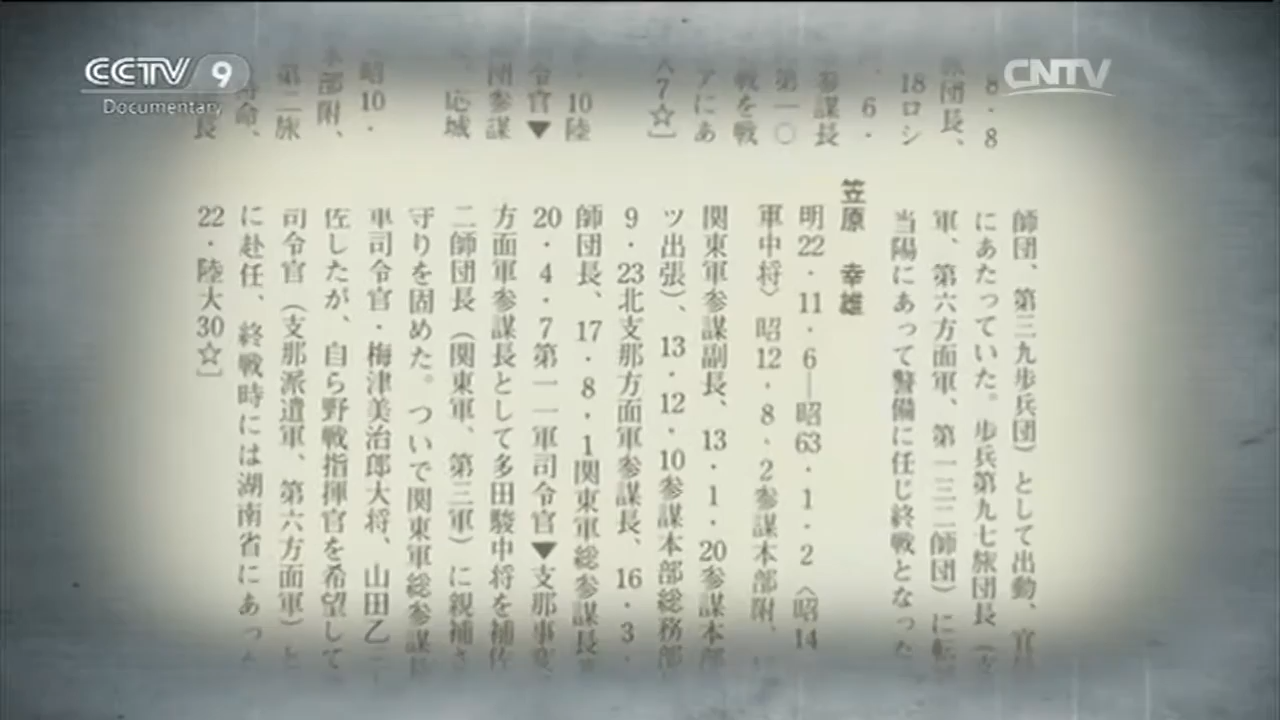 CCTV 9
Documentary
CNTV
8・8
旅団長、
18ロシ
6・
参謀長
第一〇
戦を戦
アにあ
7☆〕
10陸
令官▼
団参謀
応城
昭10・
本部附、
第二旅
命、
長
師団、第三九歩兵団）として出動、
にあたっていた。歩兵第九七旅団長（
軍、第六方面軍、第一三二師団）に転
当陽にあって警備に任じ終戦となった
笠原 幸雄
明22・11・6―昭63・1・2〈昭14
軍中将〉昭12・8・2参謀本部附、
関東軍参謀副長、13・1・20参謀本部
ツ出張）、13・12・10参謀本部総務部
9・23北支那方面軍参謀長、16・3・
師団長、17・8・1関東軍総参謀長
20・4・7第一一軍司令官▼支那事変
方面軍参謀長として多田駿中将を補佐
二師団長（関東軍、第三軍）に親補さ
守りを固めた。ついで関東軍総参謀長
軍司令官・梅津美治郎大将、山田乙三
佐したが、自ら野戦指揮官を希望して
司令官（支那派遣軍、第六方面軍）と
に赴任、終戦時には湖南省にあっ
22・陸大30☆〕